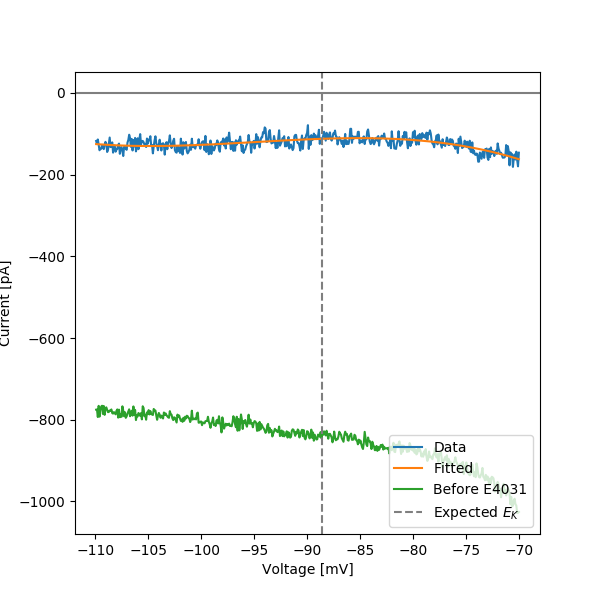 0
−200
−400
−600
−800
−1000
Current [pA]
Data
Fitted
Before E4031
Expected E_K
−110
−105
−100
−95
−90
−85
−80
−75
−70
Voltage [mV]